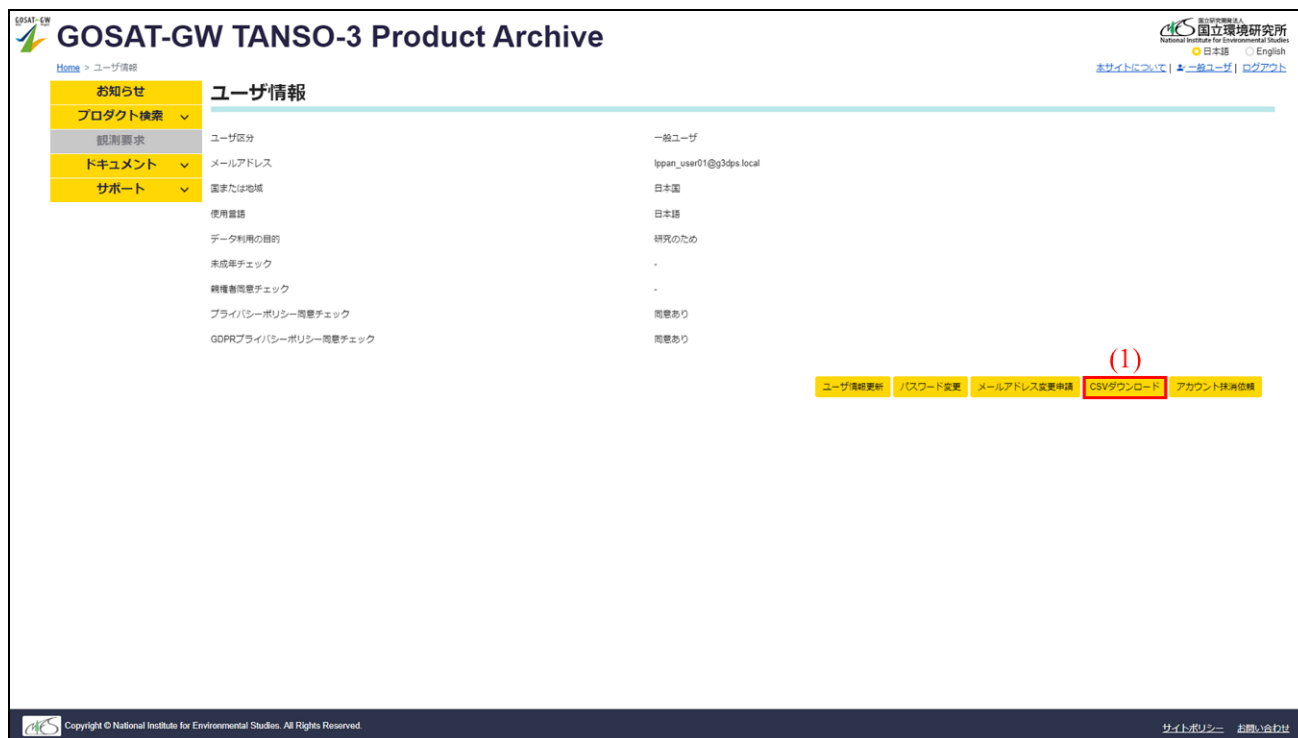 GOSAT-GW
GOSAT-GW TANSO-3 Product Archive
国立研究開発法人
国立環境研究所
National Institute for Environmental Studies
日本語 English
Home > ユーザ情報
本サイトについて | 一般ユーザ | ログアウト
お知らせ
プロダクト検索
観測要求
ドキュメント
サポート
ユーザ情報
ユーザ区分 一般ユーザ
メールアドレス Ippan_user01@g3dps.local
国または地域 日本国
使用言語 日本語
データ利用の目的 研究のため
未成年チェック -
親権者同意チェック -
プライバシーポリシー同意チェック 同意あり
GDPRプライバシーポリシー同意チェック 同意あり
(1)
ユーザ情報更新 パスワード変更 メールアドレス変更申請 CSVダウンロード アカウント抹消依頼
Copyright © National Institute for Environmental Studies. All Rights Reserved.
サイトポリシー お問い合わせ